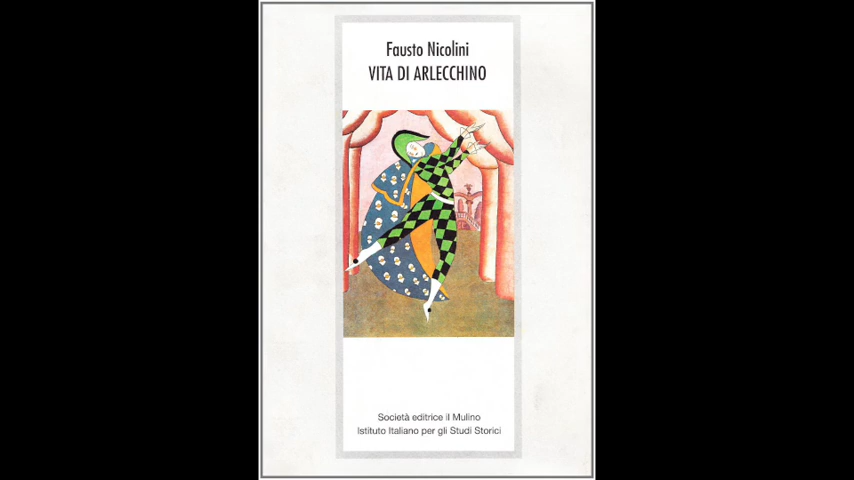 Fausto Nicolini
VITA DI ARLECCHINO
Società editrice il Mulino
Istituto Italiano per gli Studi Storici